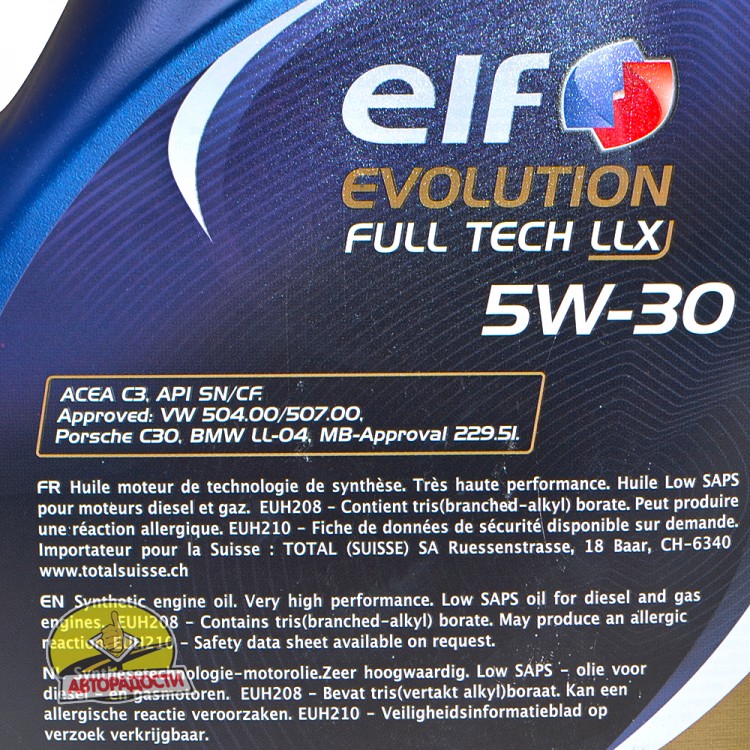 elf
EVOLUTION
FULL TECH LLX
5W-30
ACEA C3, API SN/CF.
Approved: VW 504.00/507.00,
Porsche C30, BMW LL-04, MB-Approval 229.51.
FR Huile moteur de technologie de synthèse. Très haute performance. Huile Low SAPS
pour moteurs diesel et gaz. EUH208 - Contient tris(branched-alkyl) borate. Peut produire
une réaction allergique. EUH210 - Fiche de données de sécurité disponible sur demande.
Importateur pour la Suisse : TOTAL (SUISSE) SA Ruessenstrasse, 18 Baar, CH-6340
www.totalsuisse.ch
EN Synthetic engine oil. Very high performance. Low SAPS oil for diesel and gas
engines. EUH208 - Contains tris(branched-alkyl) borate. May produce an allergic
reaction. EUH210 - Safety data sheet available on request.
technologie-motorolie.Zeer hoogwaardig. Low SAPS - olie voor
diesel- en gasmotoren. EUH208 - Bevat tris(vertakt alkyl)boraat. Kan een
АВТОРАДОСТИ
allergische reactie veroorzaken. EUH210 - Veiligheidsinformatieblad op
verzoek verkrijgbaar.